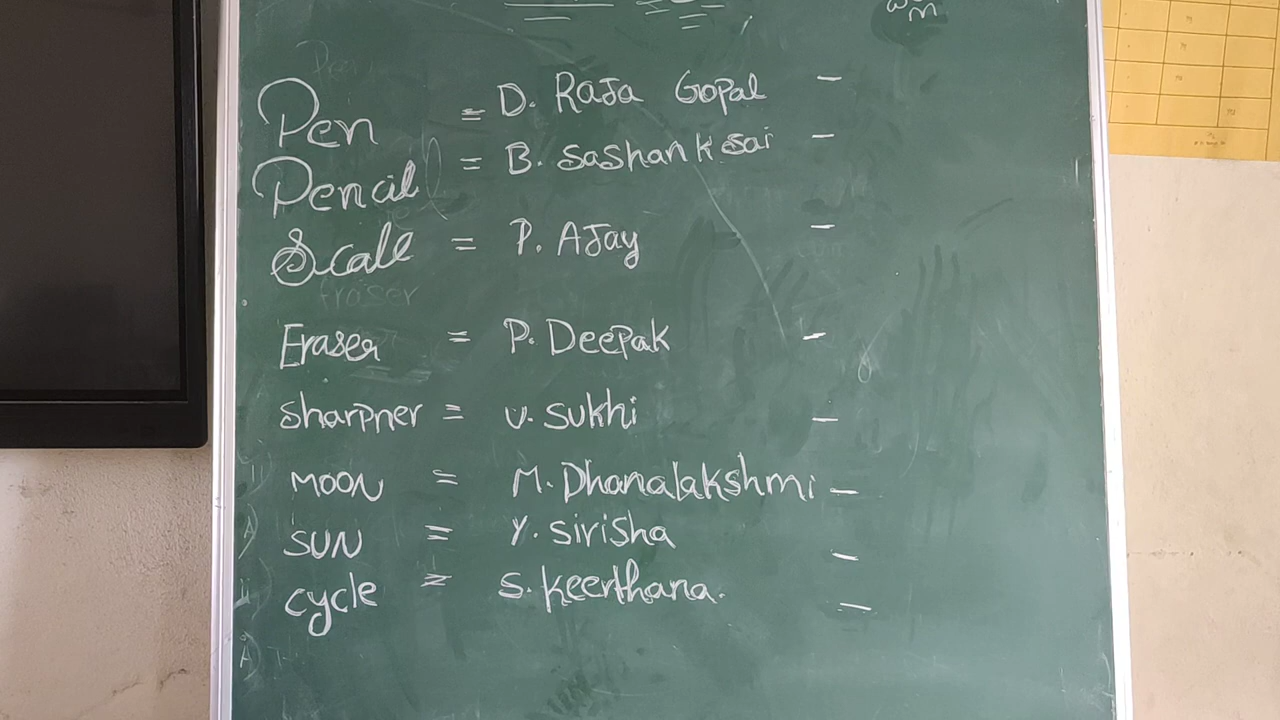 Pen = D. Raja Gopal -
Pencil = B. Sashank Sai -
Scale = P. Ajay -
Eraser = P. Deepak -
Sharpner = V. Sukhi -
MOON = M. Dhanalakshmi -
SUN = Y. Sirisha -
cycle = S. Keerthana. -